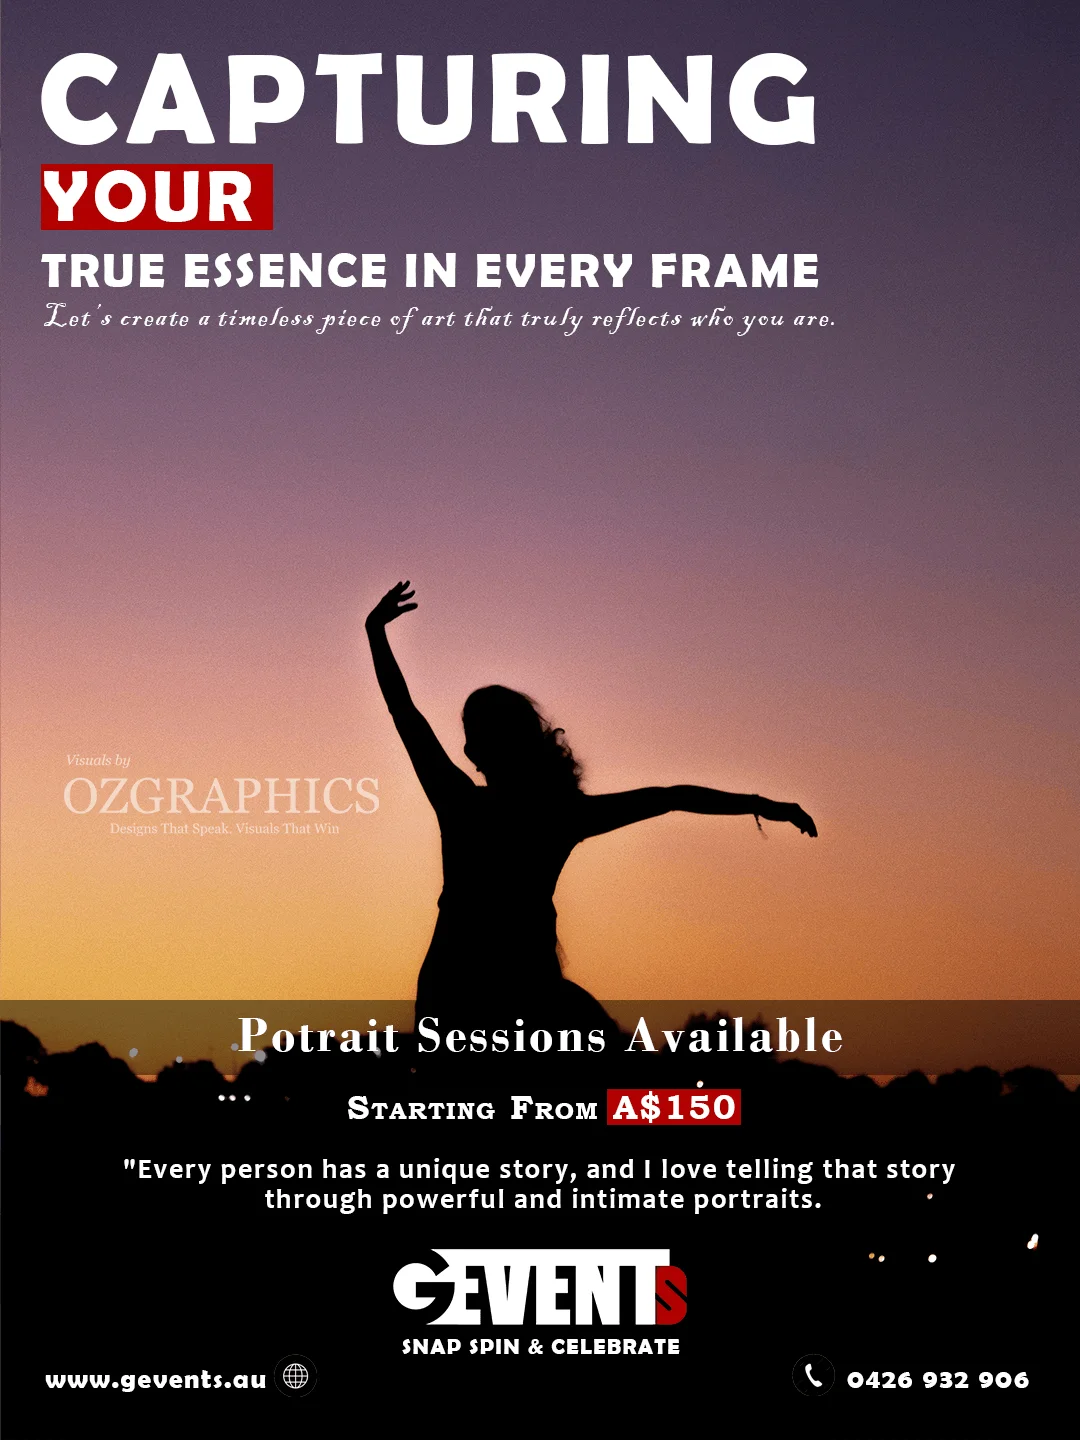 CAPTURING
YOUR
TRUE ESSENCE IN EVERY FRAME
Let's create a timeless piece of art that truly reflects who you are.
Visuals by
OZGRAPHICS
Designs That Speak. Visuals That Win
Potrait Sessions Available
STARTING FROM A$150
"Every person has a unique story, and I love telling that story
through powerful and intimate portraits.
GEVENTS
SNAP SPIN & CELEBRATE
www.gevents.au
0426 932 906